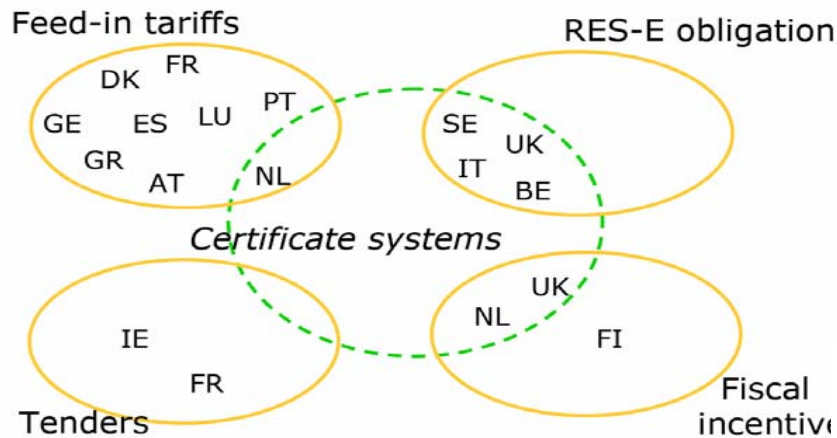 Feed-in tariffs
RES-E obligation
DK FR
GE ES LU PT
GR
AT NL
SE
UK
IT
BE
Certificate systems
IE
FR
Tenders
UK
NL
FI
Fiscal
incentive